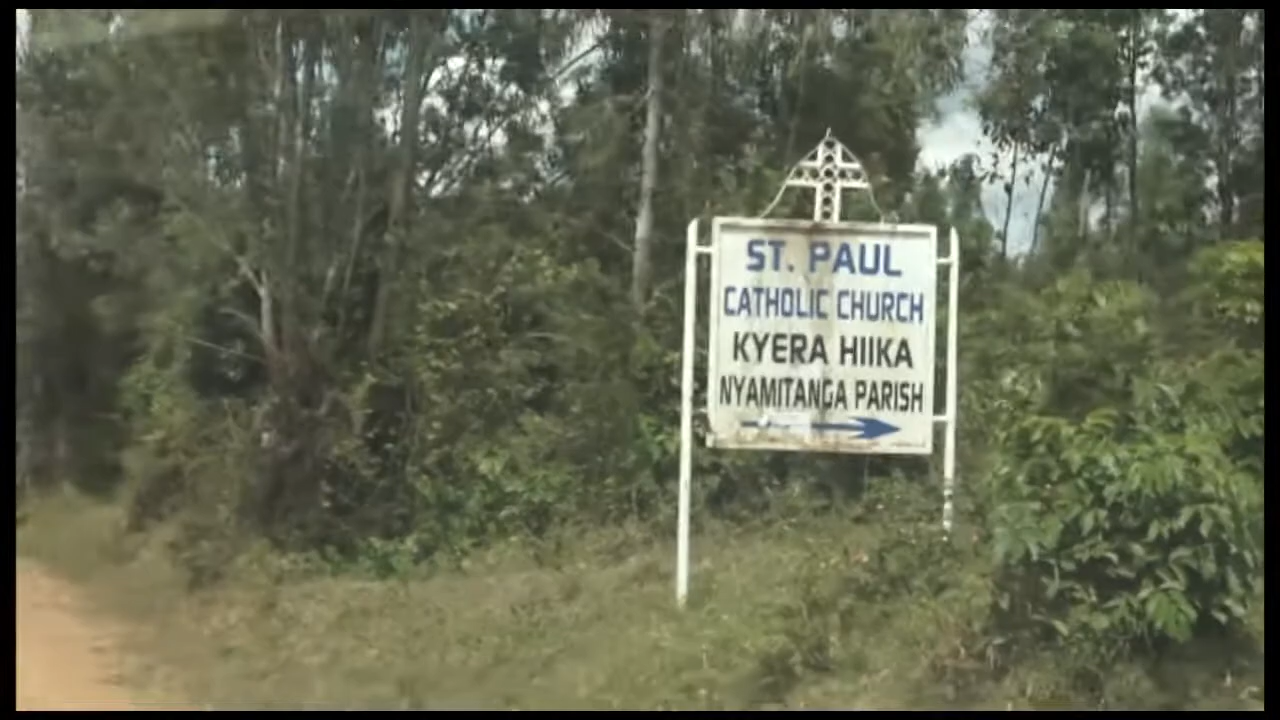 ST. PAUL
CATHOLIC CHURCH
KYERA HIIKA
NYAMITANGA PARISH